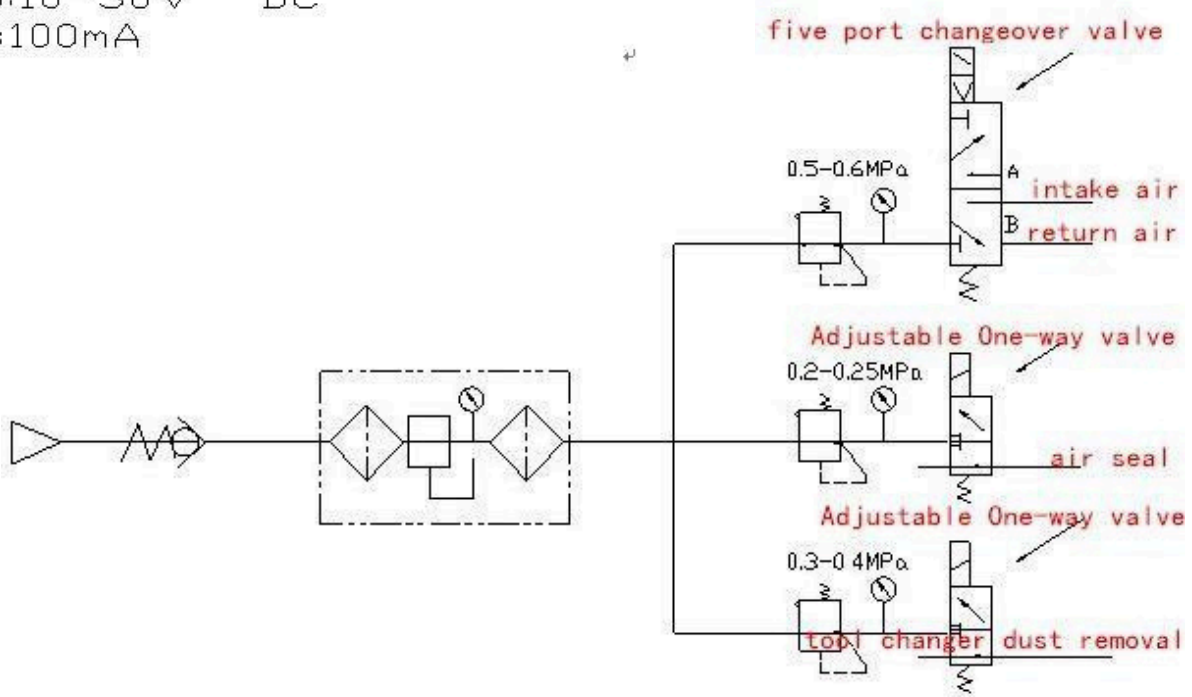 100mA
five port changeover valve
0.5-0.6MPa
A
intake air
B
return air
Adjustable One-way valve
0.2-0.25MPa
air seal
Adjustable One-way valve
0.3-0 4MPa
tool changer dust removal